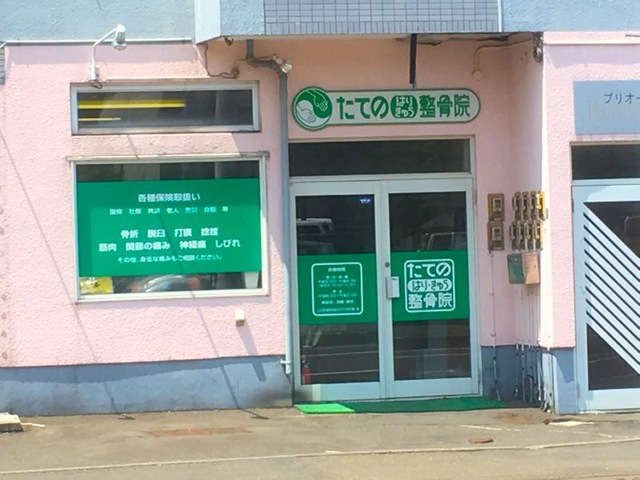 たての はり きゅう 整骨院
各種保険取扱い
国保 社保 共済 老人 労災 自賠 等
骨折 脱臼 打撲 捻挫
筋肉 関節の痛み 神経痛 しびれ
その他、身近な痛みもご相談ください。
たての
はり・きゅう
整骨院
ブリオー